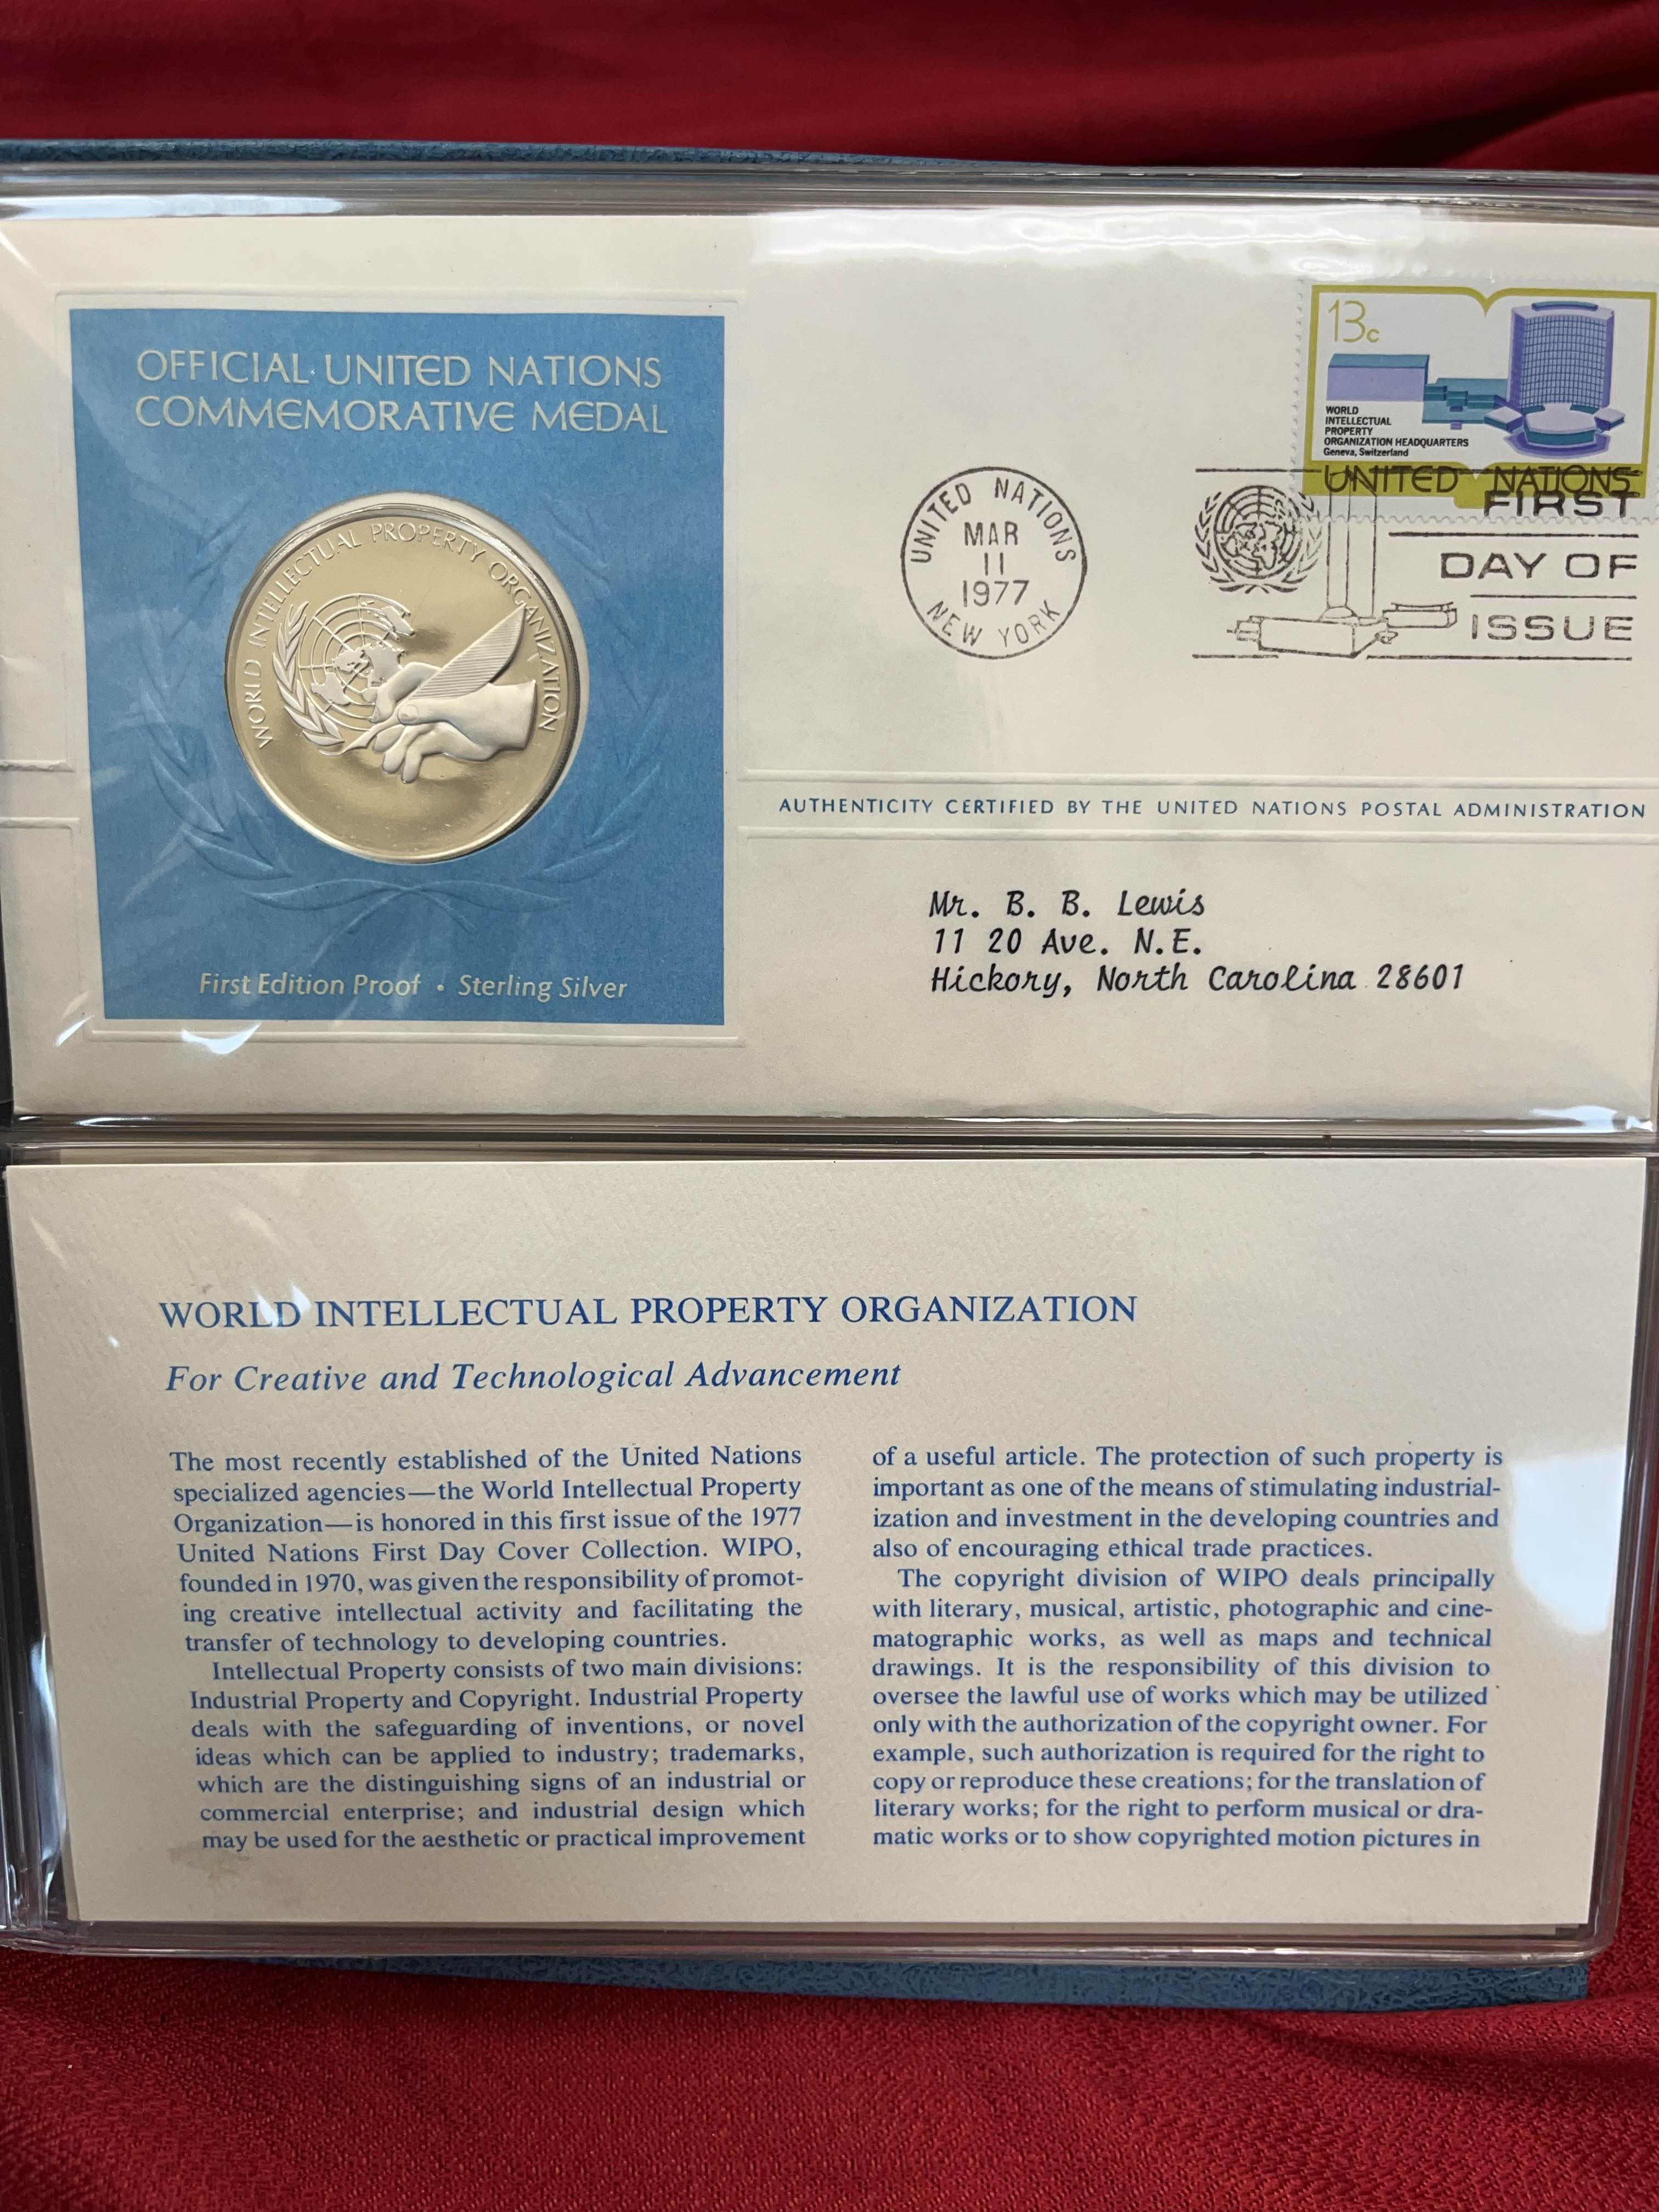 OFFICIAL UNITED NATIONS
COMMEMORATIVE MEDAL
WORLD INTELLECTUAL PROPERTY ORGANIZATION
First Edition Proof • Sterling Silver
13c
WORLD
INTELLECTUAL
PROPERTY
ORGANIZATION HEADQUARTERS
Geneva, Switzerland
UNITED NATIONS
UNITED NATIONS
MAR
11
1977
NEW YORK
FIRST
DAY OF
ISSUE
AUTHENTICITY CERTIFIED BY THE UNITED NATIONS POSTAL ADMINISTRATION
Mr. B. B. Lewis
11 20 Ave. N.E.
Hickory, North Carolina 28601
WORLD INTELLECTUAL PROPERTY ORGANIZATION
For Creative and Technological Advancement
The most recently established of the United Nations
specialized agencies—the World Intellectual Property
Organization—is honored in this first issue of the 1977
United Nations First Day Cover Collection. WIPO,
founded in 1970, was given the responsibility of promot-
ing creative intellectual activity and facilitating the
transfer of technology to developing countries.
Intellectual Property consists of two main divisions:
Industrial Property and Copyright. Industrial Property
deals with the safeguarding of inventions, or novel
ideas which can be applied to industry; trademarks,
which are the distinguishing signs of an industrial or
commercial enterprise; and industrial design which
may be used for the aesthetic or practical improvement
of a useful article. The protection of such property is
important as one of the means of stimulating industrial-
ization and investment in the developing countries and
also of encouraging ethical trade practices.
The copyright division of WIPO deals principally
with literary, musical, artistic, photographic and cine-
matographic works, as well as maps and technical
drawings. It is the responsibility of this division to
oversee the lawful use of works which may be utilized
only with the authorization of the copyright owner. For
example, such authorization is required for the right to
copy or reproduce these creations; for the translation of
literary works; for the right to perform musical or dra-
matic works or to show copyrighted motion pictures in